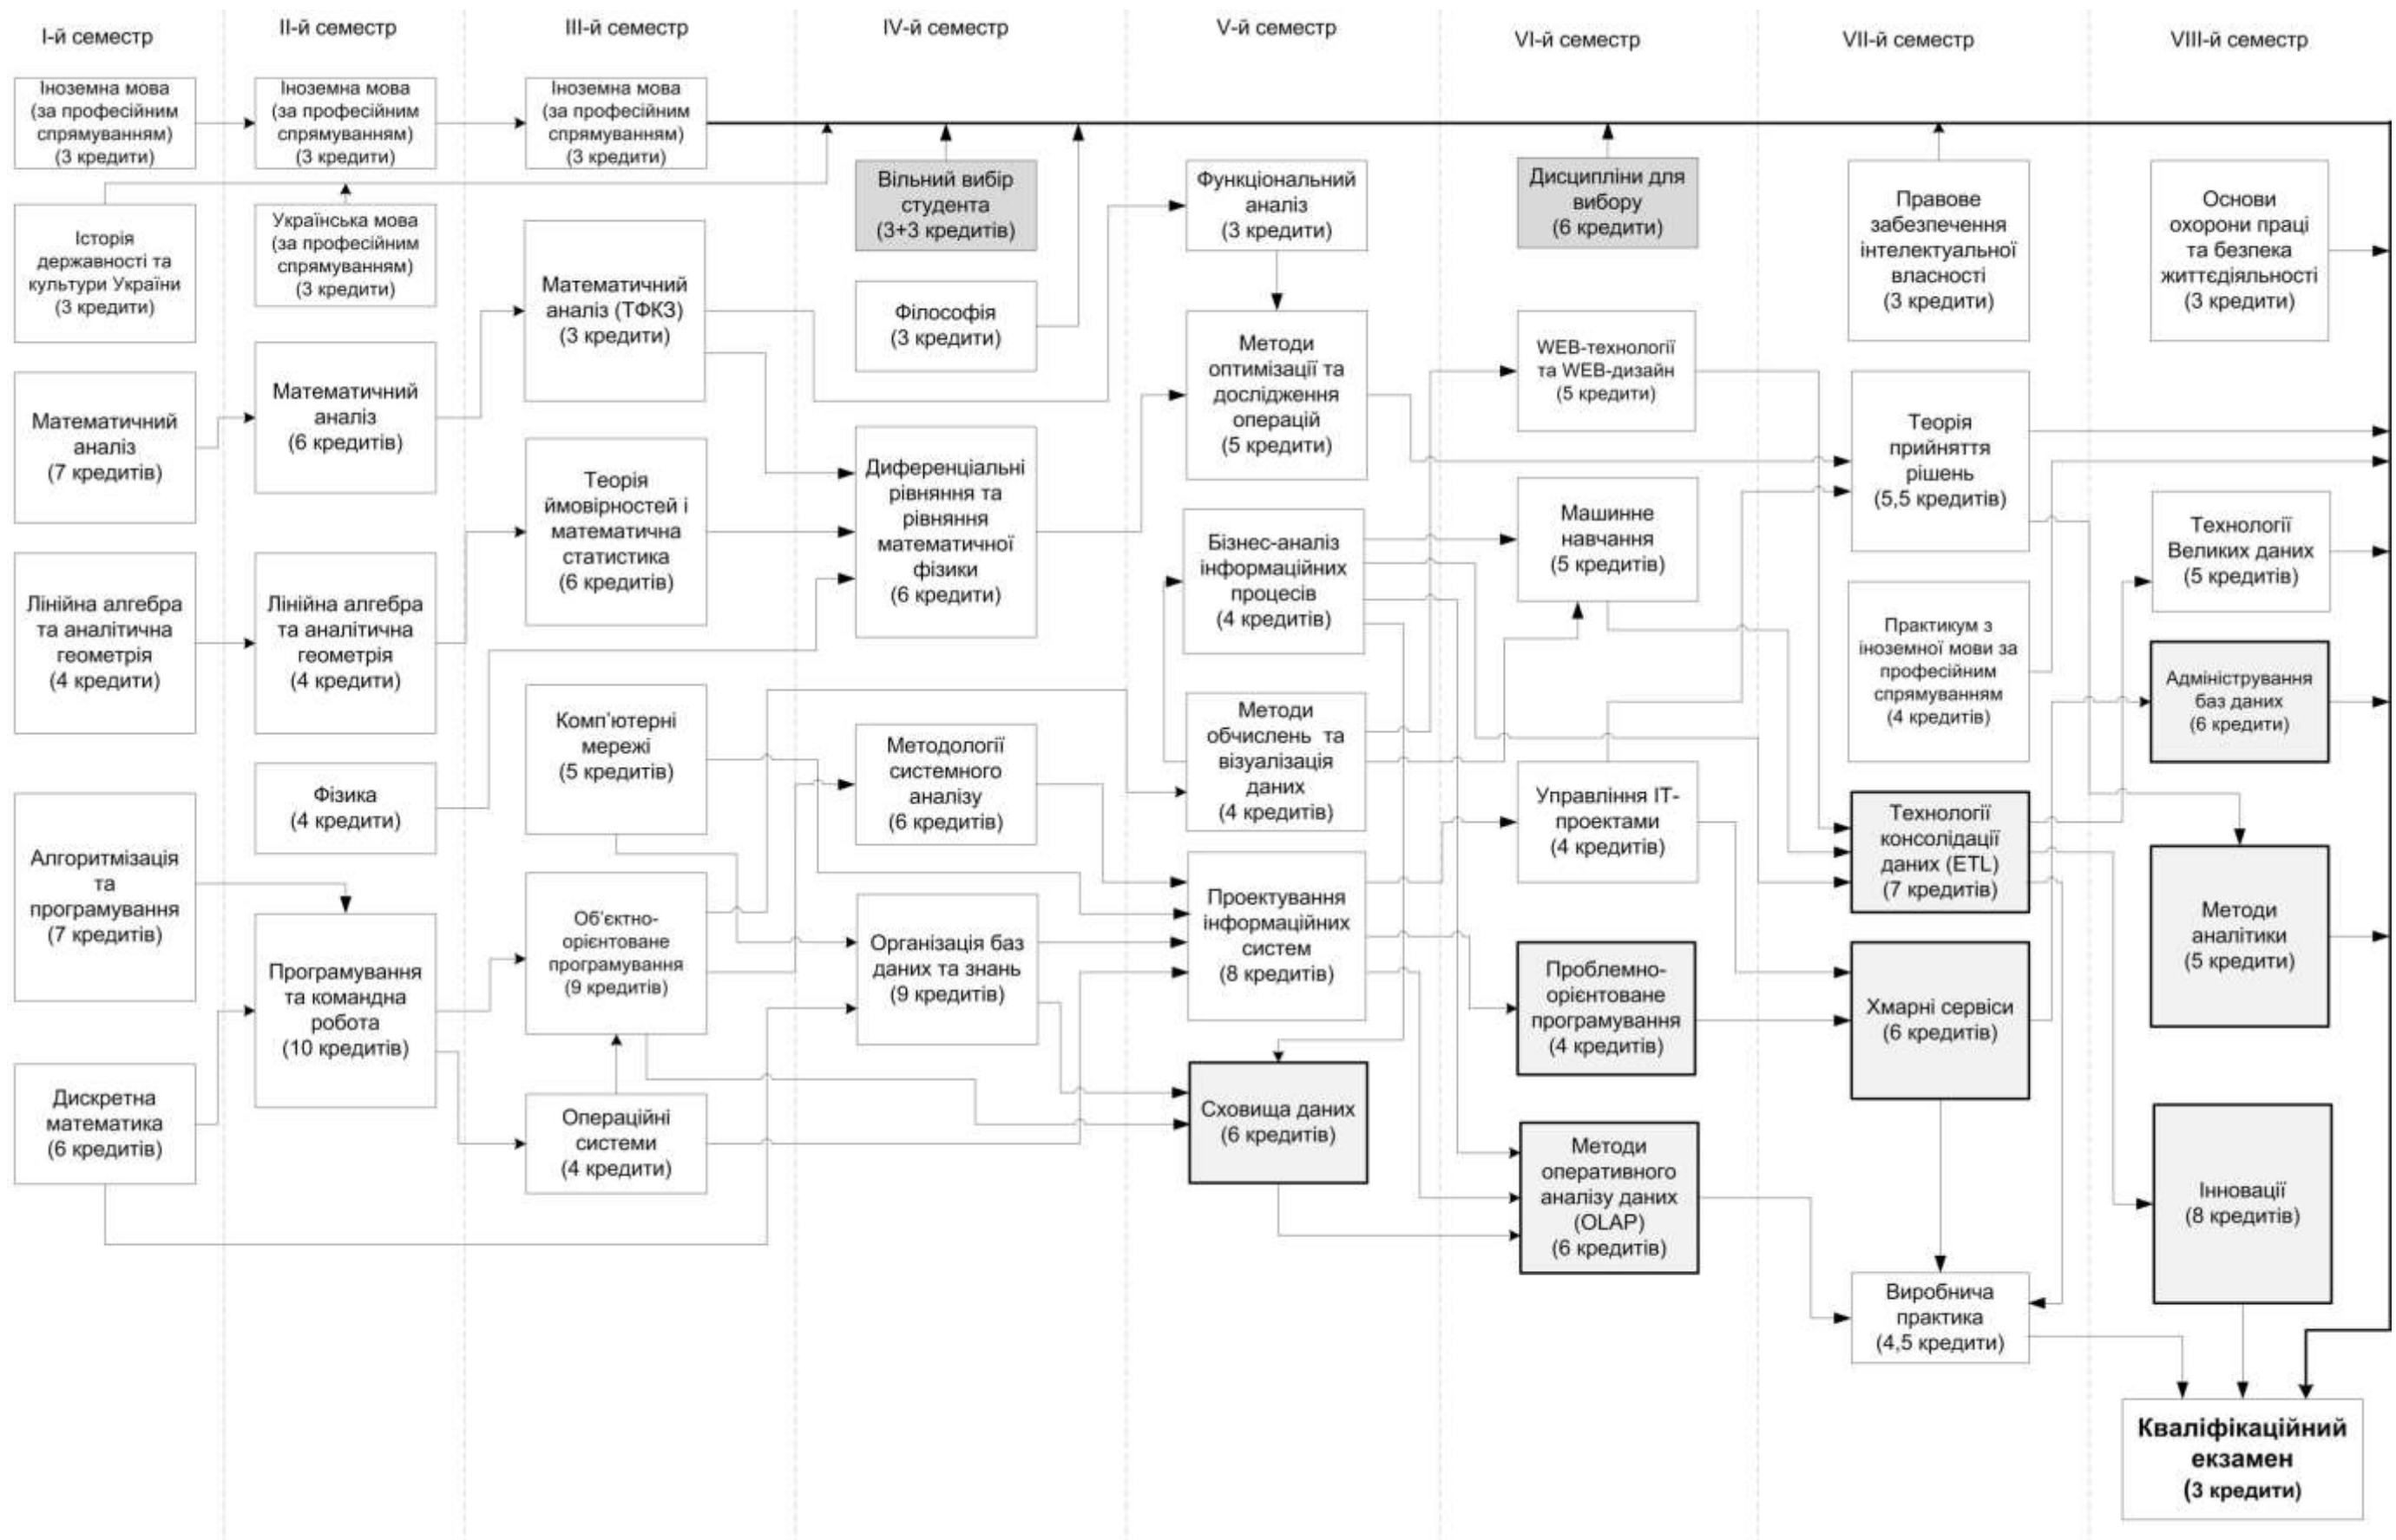 І-й семестр
ІІ-й семестр
ІІІ-й семестр
IV-й семестр
V-й семестр
VI-й семестр
VII-й семестр
VIII-й семестр
Іноземна мова
(за професійним
спрямуванням)
(3 кредити)
Історія
державності та
культури України
(3 кредити)
Математичний
аналіз
(7 кредитів)
Лінійна алгебра
та аналітична
геометрія
(4 кредити)
Алгоритмізація
та
програмування
(7 кредитів)
Дискретна
математика
(6 кредитів)
Іноземна мова
(за професійним
спрямуванням)
(3 кредити)
Українська мова
(за професійним
спрямуванням)
(3 кредити)
Математичний
аналіз
(6 кредитів)
Лінійна алгебра
та аналітична
геометрія
(4 кредити)
Фізика
(4 кредити)
Програмування
та командна
робота
(10 кредитів)
Іноземна мова
(за професійним
спрямуванням)
(3 кредити)
Математичний
аналіз (ТФКЗ)
(3 кредити)
Теорія
ймовірностей і
математична
статистика
(6 кредитів)
Комп'ютерні
мережі
(5 кредитів)
Об'єктно-
орієнтоване
програмування
(9 кредитів)
Операційні
системи
(4 кредити)
Вільний вибір
студента
(3+3 кредитів)
Філософія
(3 кредити)
Диференціальні
рівняння та
рівняння
математичної
фізики
(6 кредити)
Методології
системного
аналізу
(6 кредитів)
Організація баз
даних та знань
(9 кредитів)
Функціональний
аналіз
(3 кредити)
Методи
оптимізації та
дослідження
операцій
(5 кредити)
Бізнес-аналіз
інформаційних
процесів
(4 кредитів)
Методи
обчислень та
візуалізація
даних
(4 кредитів)
Проектування
інформаційних
систем
(8 кредитів)
Сховища даних
(6 кредитів)
Дисципліни для
вибору
(6 кредити)
WEB-технології
та WEB-дизайн
(5 кредити)
Машинне
навчання
(5 кредитів)
Управління ІТ-
проектами
(4 кредитів)
Проблемно-
орієнтоване
програмування
(4 кредитів)
Методи
оперативного
аналізу даних
(OLAP)
(6 кредитів)
Правове
забезпечення
інтелектуальної
власності
(3 кредити)
Теорія
прийняття
рішень
(5,5 кредитів)
Практикум з
іноземної мови за
професійним
спрямуванням
(4 кредитів)
Технології
консолідації
даних (ETL)
(7 кредитів)
Хмарні сервіси
(6 кредитів)
Виробнича
практика
(4,5 кредити)
Основи
охорони праці
та безпека
життєдіяльності
(3 кредити)
Технології
Великих даних
(5 кредитів)
Адміністрування
баз даних
(6 кредити)
Методи
аналітики
(5 кредити)
Інновації
(8 кредитів)
Кваліфікаційний
екзамен
(3 кредити)